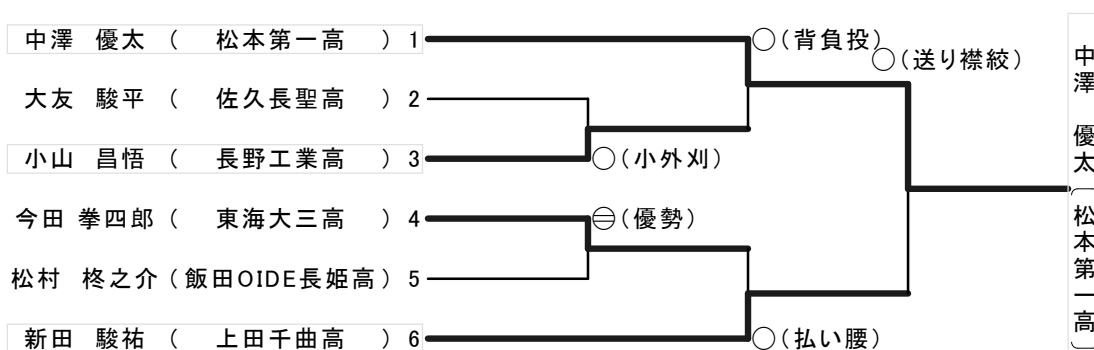 中澤 優太 ( 松本第一高 ) 1
○(背負投)
○(送り襟絞)
大友 駿平 ( 佐久長聖高 ) 2
小山 昌悟 ( 長野工業高 ) 3
○(小外刈)
今田 拳四郎 ( 東海大三高 ) 4
㊀(優勢)
松村 柊之介 (飯田OIDE長姫高) 5
新田 駿祐 ( 上田千曲高 ) 6
○(払い腰)
中澤 優太
(松本第一高)